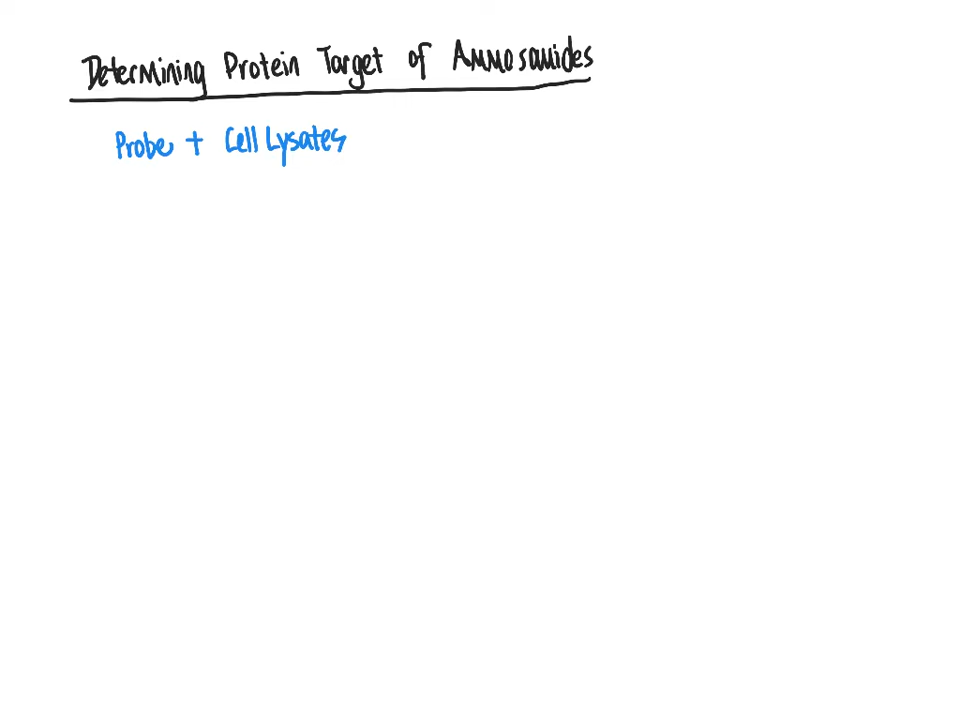 Determining Protein Target of Ammosamides
Probe + Cell Lysates